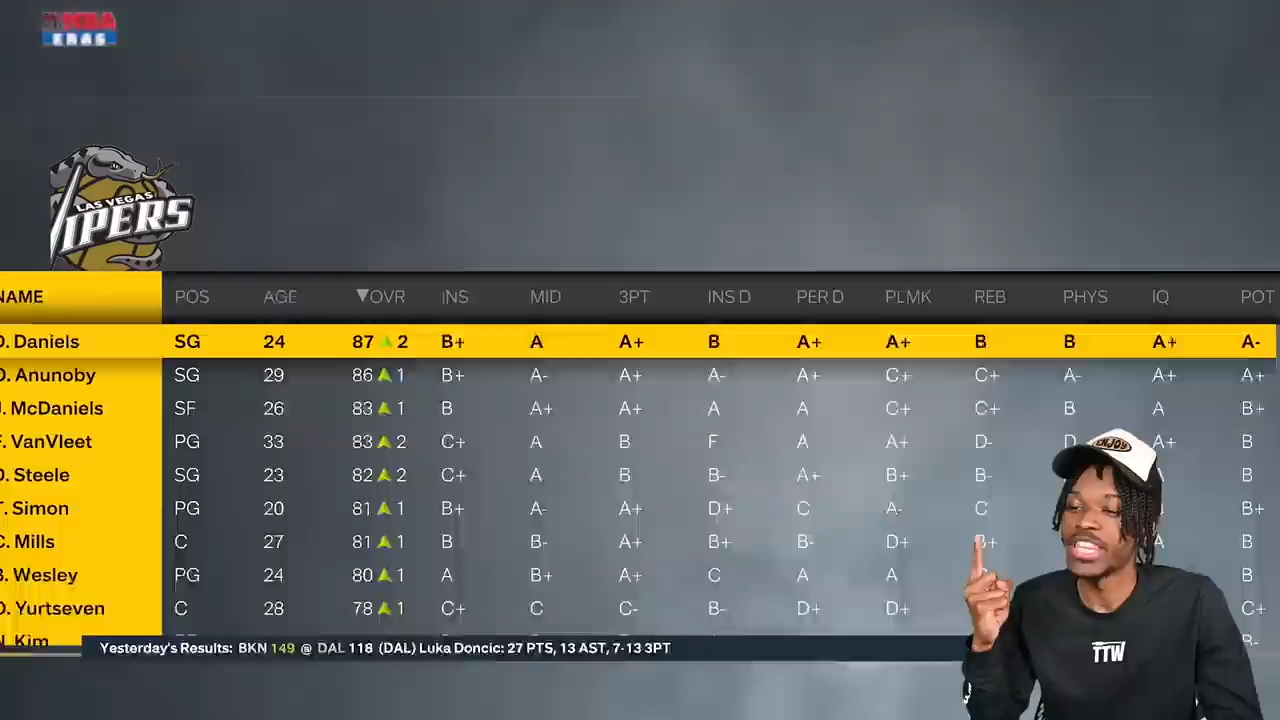 NBA
ERAS
LAS VEGAS
VIPERS
NAME POS AGE ▼OVR INS MID 3PT INS D PER D PLMK REB PHYS IQ POT
D. Daniels SG 24 87 ▲ 2 B+ A A+ B A+ A+ B B A+ A-
O. Anunoby SG 29 86 ▲ 1 B+ A- A+ A- A+ C+ C+ A- A+ A+
J. McDaniels SF 26 83 ▲ 1 B A+ A+ A A C+ C+ B A B+
F. VanVleet PG 33 83 ▲ 2 C+ A B F A A+ D- D A+ B
D. Steele SG 23 82 ▲ 2 C+ A B B- A+ B+ B- B
T. Simon PG 20 81 ▲ 1 B+ A- A+ D+ C A- C B+
C. Mills C 27 81 ▲ 1 B B- A+ B+ B- D+ B+ A B
B. Wesley PG 24 80 ▲ 1 A B+ A+ C A A B
O. Yurtseven C 28 78 ▲ 1 C+ C C- B- D+ D+ C+
N. Kim B-
Yesterday's Results: BKN 149 @ DAL 118 (DAL) Luka Doncic: 27 PTS, 13 AST, 7-13 3PT
ENJOY
TTW